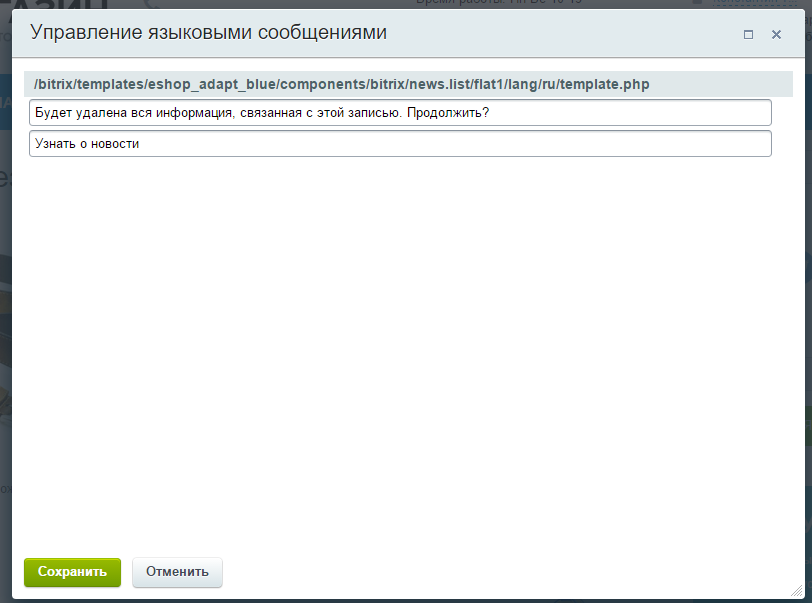 Управление языковыми сообщениями
/bitrix/templates/eshop_adapt_blue/components/bitrix/news.list/flat1/lang/ru/template.php
Будет удалена вся информация, связанная с этой записью. Продолжить?
Узнать о новости
Сохранить
Отменить